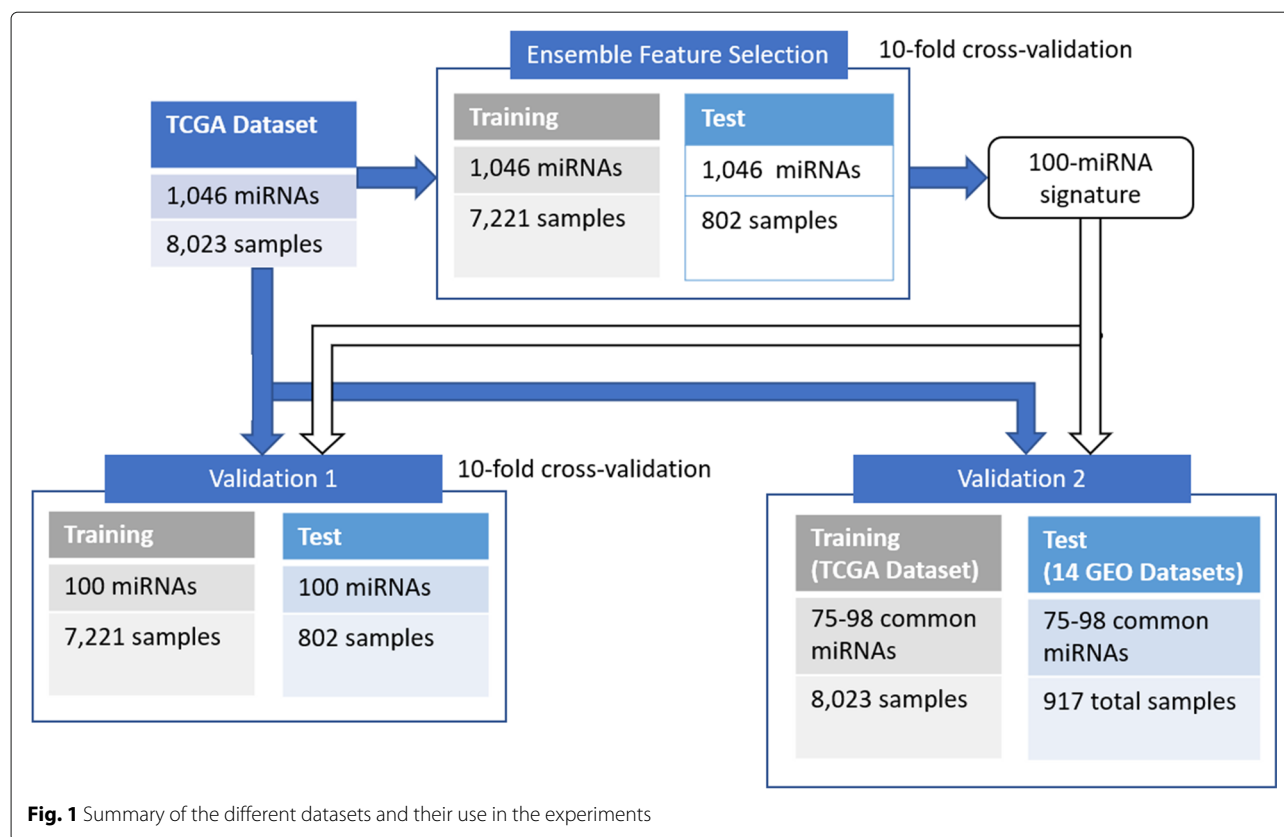 Ensemble Feature Selection
10-fold cross-validation
TCGA Dataset
1,046 miRNAs
8,023 samples
Training
1,046 miRNAs
7,221 samples
Test
1,046 miRNAs
802 samples
100-miRNA
signature
Validation 1
10-fold cross-validation
Training
100 miRNAs
7,221 samples
Test
100 miRNAs
802 samples
Validation 2
Training
(TCGA Dataset)
75-98 common
miRNAs
8,023 samples
Test
(14 GEO Datasets)
75-98 common
miRNAs
917 total samples
Fig. 1 Summary of the different datasets and their use in the experiments